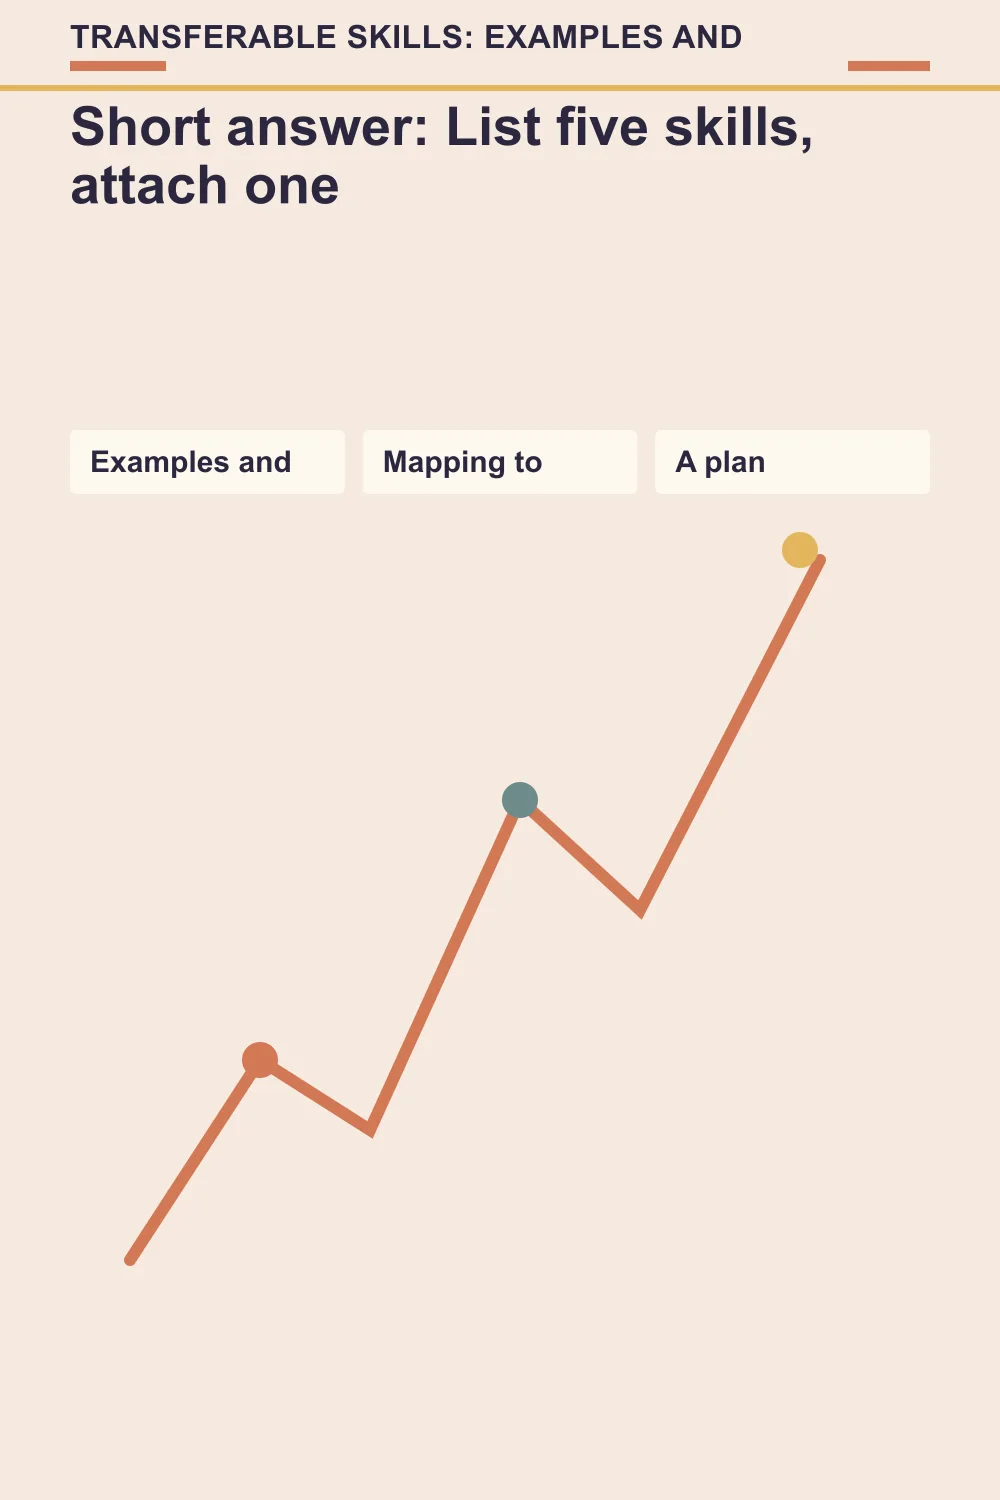 TRANSFERABLE SKILLS: EXAMPLES AND
Short answer: List five skills,
attach one
Examples and
Mapping to
A plan